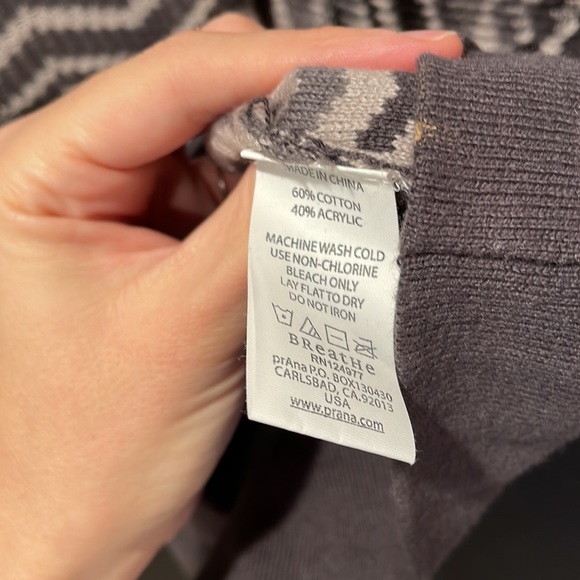 MADE IN CHINA
60% COTTON
40% ACRYLIC
MACHINE WASH COLD
USE NON-CHLORINE
BLEACH ONLY
LAY FLAT TO DRY
DO NOT IRON
BReatHe
RN124977
prAna P.O. BOX130430
CARLSBAD, CA.92013
USA
www.prana.com